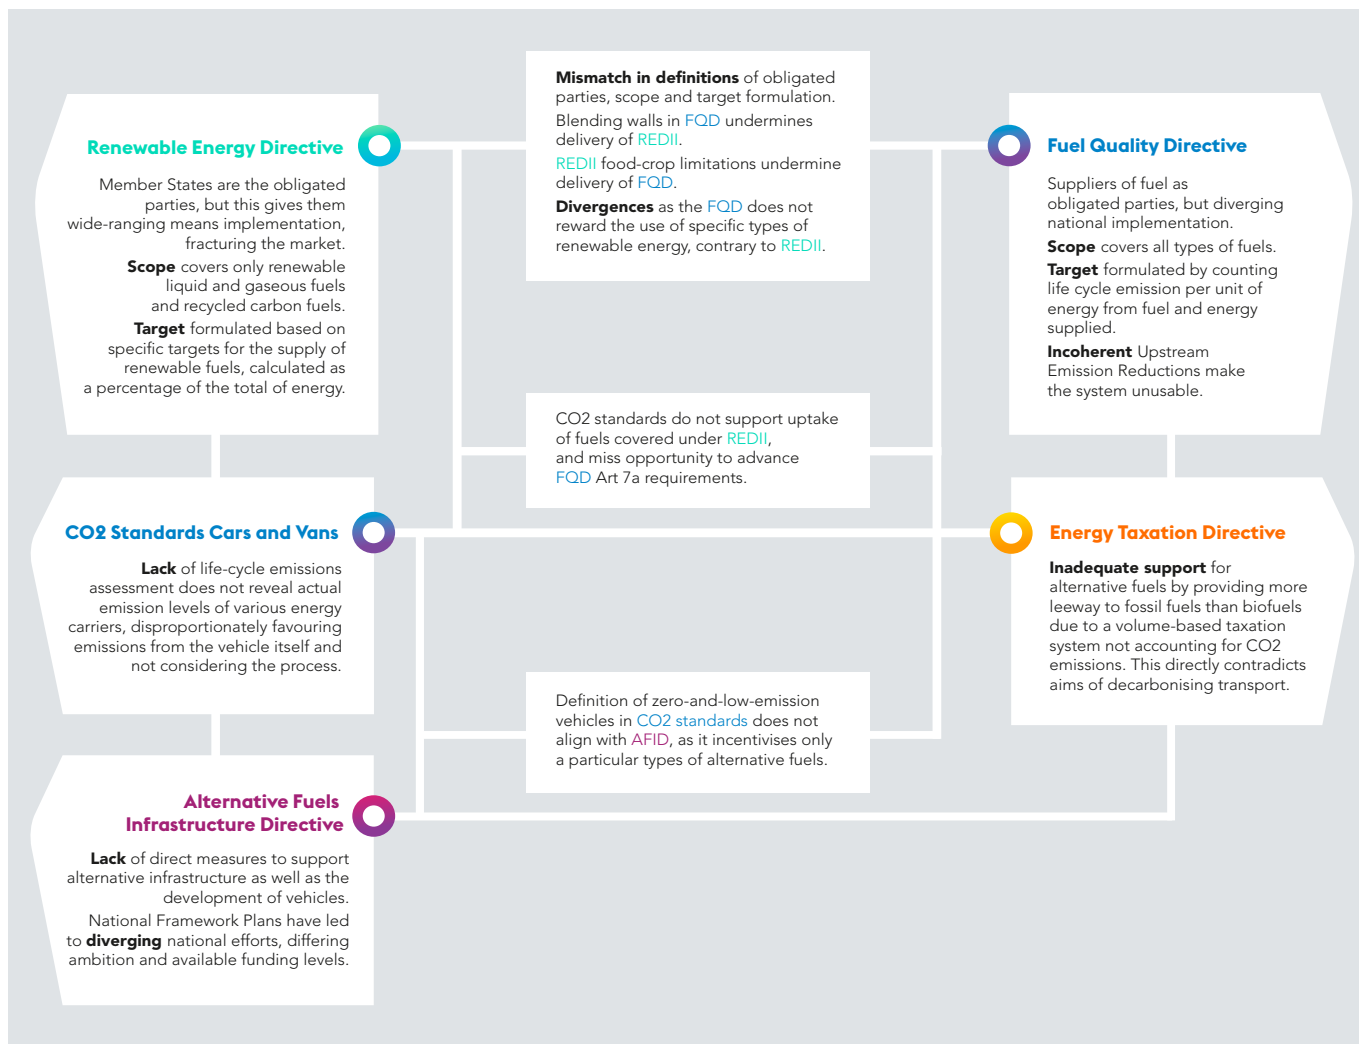 Renewable Energy Directive
Member States are the obligated
parties, but this gives them
wide-ranging means implementation,
fracturing the market.
Scope covers only renewable
liquid and gaseous fuels
and recycled carbon fuels.
Target formulated based on
specific targets for the supply of
renewable fuels, calculated as
a percentage of the total of energy.
Mismatch in definitions of obligated
parties, scope and target formulation.
Blending walls in FQD undermines
delivery of REDII.
REDII food-crop limitations undermine
delivery of FQD.
Divergences as the FQD does not
reward the use of specific types of
renewable energy, contrary to REDII.
Fuel Quality Directive
Suppliers of fuel as
obligated parties, but diverging
national implementation.
Scope covers all types of fuels.
Target formulated by counting
life cycle emission per unit of
energy from fuel and energy
supplied.
Incoherent Upstream
Emission Reductions make
the system unusable.
CO2 standards do not support uptake
of fuels covered under REDII,
and miss opportunity to advance
FQD Art 7a requirements.
CO2 Standards Cars and Vans
Lack of life-cycle emissions
assessment does not reveal actual
emission levels of various energy
carriers, disproportionately favouring
emissions from the vehicle itself and
not considering the process.
Energy Taxation Directive
Inadequate support for
alternative fuels by providing more
leeway to fossil fuels than biofuels
due to a volume-based taxation
system not accounting for CO2
emissions. This directly contradicts
aims of decarbonising transport.
Definition of zero-and-low-emission
vehicles in CO2 standards does not
align with AFID, as it incentivises only
a particular types of alternative fuels.
Alternative Fuels
Infrastructure Directive
Lack of direct measures to support
alternative infrastructure as well as the
development of vehicles.
National Framework Plans have led
to diverging national efforts, differing
ambition and available funding levels.